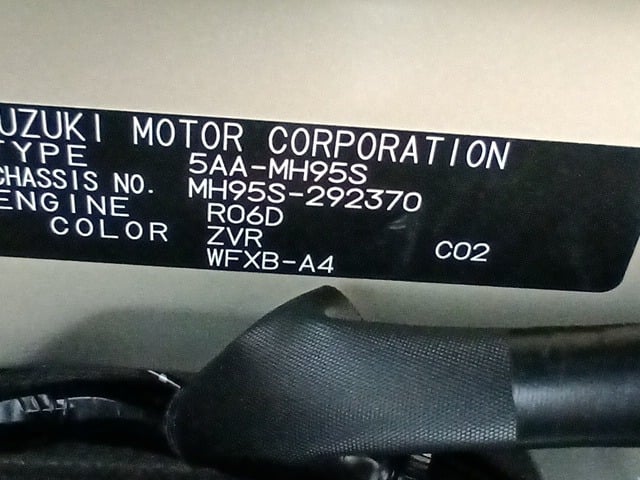 UZUKI MOTOR CORPORATION
TYPE 5AA-MH95S
CHASSIS NO. MH95S-292370
ENGINE R06D
COLOR ZVR C02
WFXB-A4